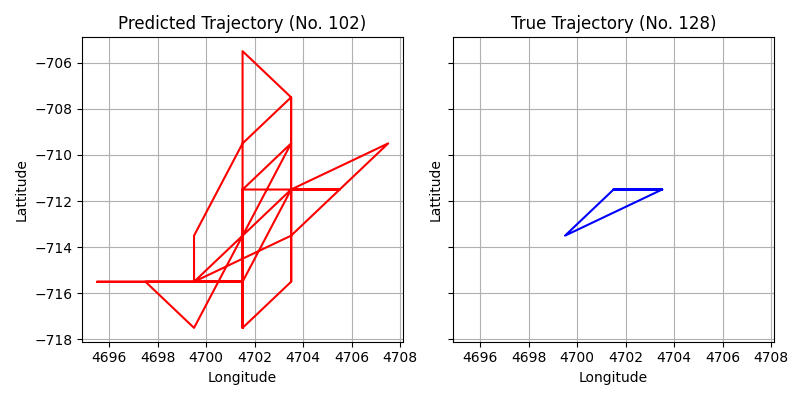 Predicted Trajectory (No. 102)
True Trajectory (No. 128)
Lattitude
−706
−708
−710
−712
−714
−716
−718
4696 4698 4700 4702 4704 4706 4708
Longitude
Lattitude
4696 4698 4700 4702 4704 4706 4708
Longitude